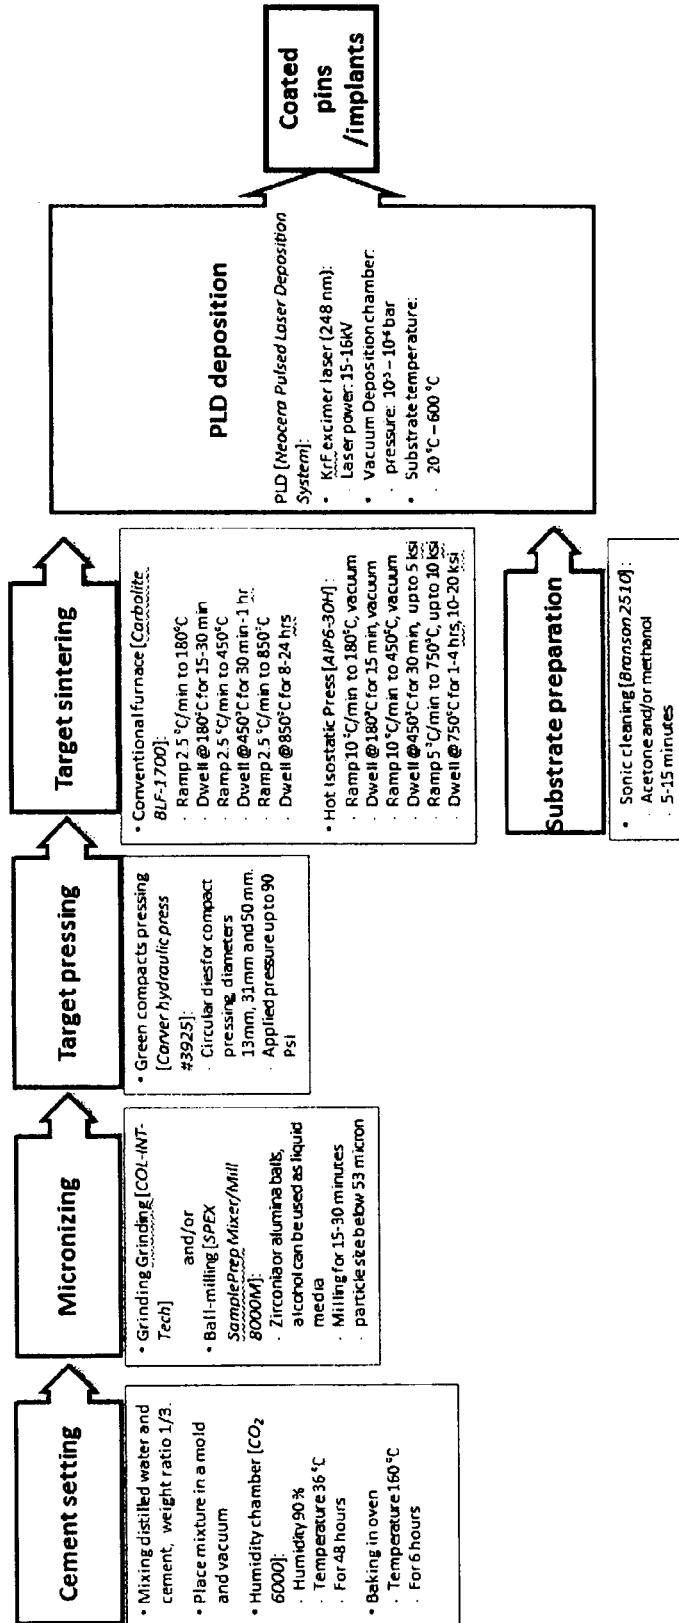 Cement setting
• Mixing distilled water and
cement, weight ratio 1/3.
• Place mixture in a mold
and vacuum
• Humidity chamber [CO₂
6000]:
· Humidity 90%
· Temperature 36 °C
· For 48 hours
• Baking in oven
· Temperature 160 °C
· For 6 hours
Micronizing
• Grinding Grinding [COL-INT-
Tech]
and/or
• Ball-milling [SPEX
SamplePrep Mixer/Mill
8000M]:
· Zirconia or alumina balls,
alcohol can be used as liquid
media
· Milling for 15-30 minutes
· particle size below 53 micron
Target pressing
• Green compacts pressing
[Carver hydraulic press
#3925]:
· Circular dies for compact
pressing, diameters
13mm, 31mm and 50 mm.
· Applied pressure up to 90
Psi
Target sintering
• Conventional furnace [Carbolite
BLF-1700]:
· Ramp 2.5 °C/min to 180°C
· Dwell @180°C for 15-30 min
· Ramp 2.5 °C/min to 450°C
· Dwell @450°C for 30 min-1 hr
· Ramp 2.5 °C/min to 850°C
· Dwell @850°C for 8-24 hrs
• Hot Isostatic Press [AIP6-30H]:
· Ramp 10 °C/min to 180°C, vacuum
· Dwell @180°C for 15 min, vacuum
· Ramp 10 °C/min to 450°C, vacuum
· Dwell @450°C for 30 min, up to 5 ksi
· Ramp 5 °C/min to 750°C, up to 10 ksi
· Dwell @750°C for 1-4 hrs, 10-20 ksi
Substrate preparation
• Sonic cleaning [Branson 2510]:
· Acetone and/or methanol
· 5-15 minutes
PLD deposition
PLD [Neocera Pulsed Laser Deposition
System]:
• KrF excimer laser (248 nm):
· Laser power: 15-16kV
• Vacuum Deposition chamber:
· pressure: 10⁻⁵ – 10⁻⁶ bar
• Substrate temperature:
· 20 °C – 600 °C
Coated
pins
/implants